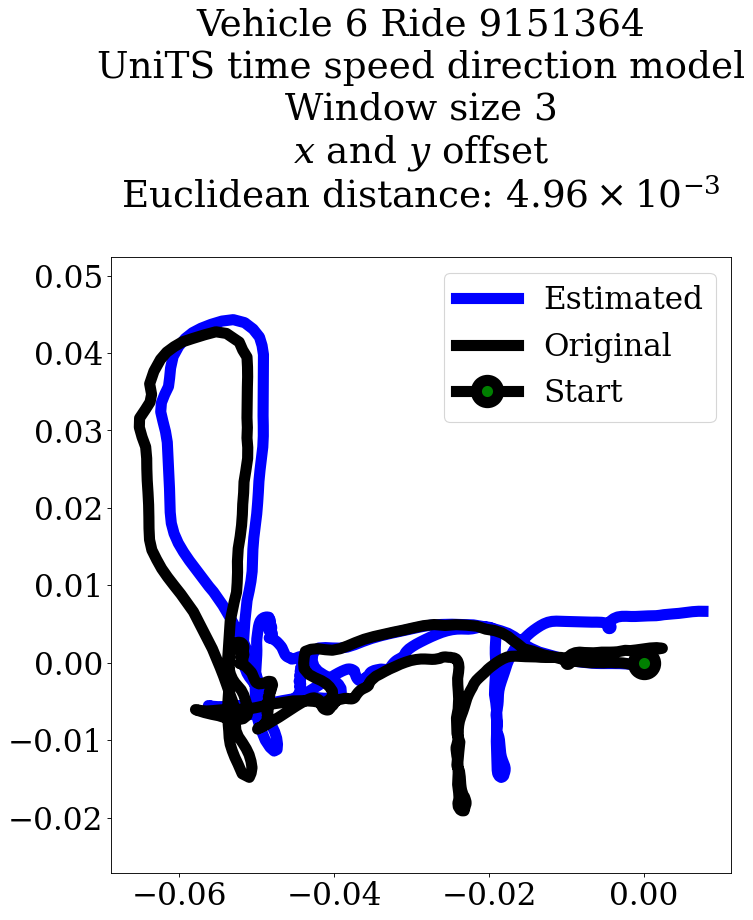 Vehicle 6 Ride 9151364
UniTS time speed direction model
Window size 3
x and y offset
Euclidean distance: 4.96 × 10⁻³
Estimated
Original
Start
0.05
0.04
0.03
0.02
0.01
0.00
−0.01
−0.02
−0.06 −0.04 −0.02 0.00